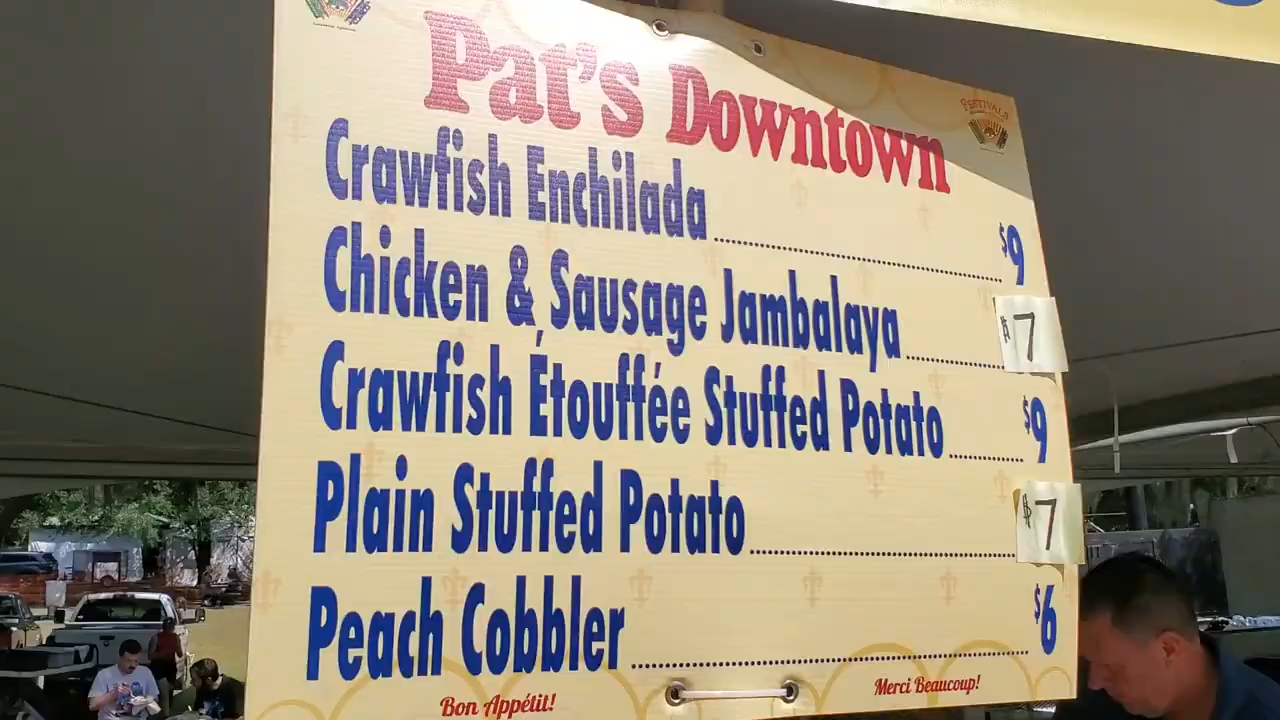 Pat's Downtown
FESTIVALS
Crawfish Enchilada $9
Chicken & Sausage Jambalaya $7
Crawfish Étouffée Stuffed Potato $9
Plain Stuffed Potato $7
Peach Cobbler $6
Bon Appétit!
Merci Beaucoup!